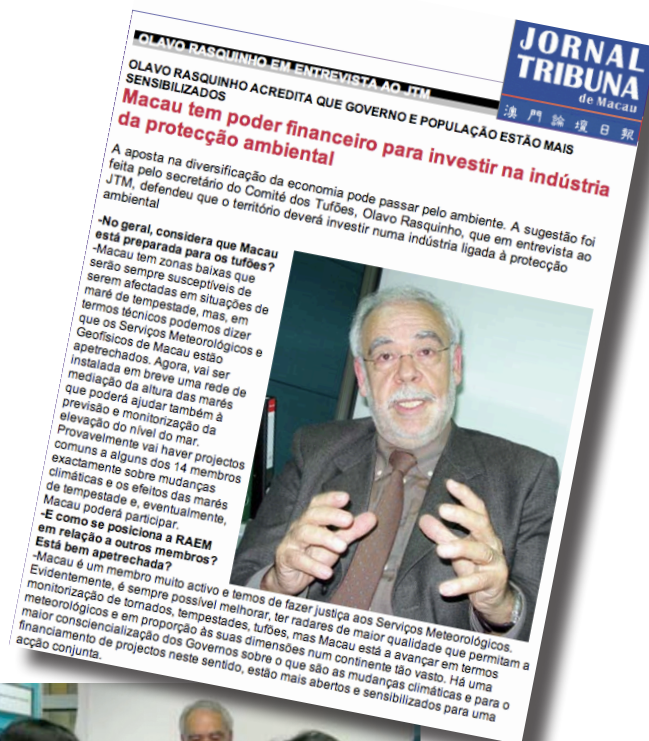 JORNAL
TRIBUNA
de Macau
澳門論壇日報
OLAVO RASQUINHO EM ENTREVISTA AO JTM
OLAVO RASQUINHO ACREDITA QUE GOVERNO E POPULAÇÃO ESTÃO MAIS
SENSIBILIZADOS
Macau tem poder financeiro para investir na indústria
da protecção ambiental
A aposta na diversificação da economia pode passar pelo ambiente. A sugestão foi
feita pelo secretário do Comité dos Tufões, Olavo Rasquinho, que em entrevista ao
JTM, defendeu que o território deverá investir numa indústria ligada à protecção
ambiental
-No geral, considera que Macau
está preparada para os tufões?
-Macau tem zonas baixas que
serão sempre susceptíveis de
serem afectadas em situações de
maré de tempestade, mas, em
termos técnicos podemos dizer
que os Serviços Meteorológicos e
Geofísicos de Macau estão
apetrechados. Agora, vai ser
instalada em breve uma rede de
mediação da altura das marés
que poderá ajudar também à
previsão e monitorização da
elevação do nível do mar.
Provavelmente vai haver projectos
comuns a alguns dos 14 membros
exactamente sobre mudanças
climáticas e os efeitos das marés
de tempestade e, eventualmente,
Macau poderá participar.
-E como se posiciona a RAEM
em relação a outros membros?
Está bem apetrechada?
-Macau é um membro muito activo e temos de fazer justiça aos Serviços Meteorológicos.
Evidentemente, é sempre possível melhorar, ter radares de maior qualidade que permitam a
monitorização de tornados, tempestades, tufões, mas Macau está a avançar em termos
meteorológicos e em proporção às suas dimensões num continente tão vasto. Há uma
maior consciencialização dos Governos sobre o que são as mudanças climáticas e para o
financiamento de projectos neste sentido, estão mais abertos e sensibilizados para uma
acção conjunta.